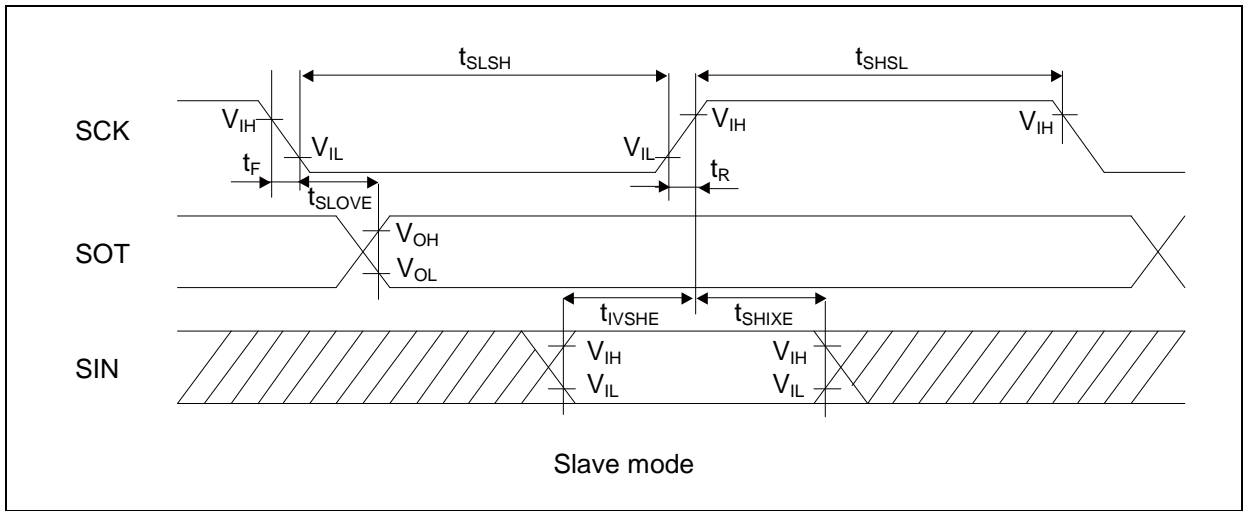 tSLSH
tSHSL
SCK
VIH
VIL
VIL
VIH
VIH
tF
tR
tSLOVE
SOT
VOH
VOL
tIVSHE
tSHIXE
SIN
VIH
VIH
VIL
VIL
Slave mode